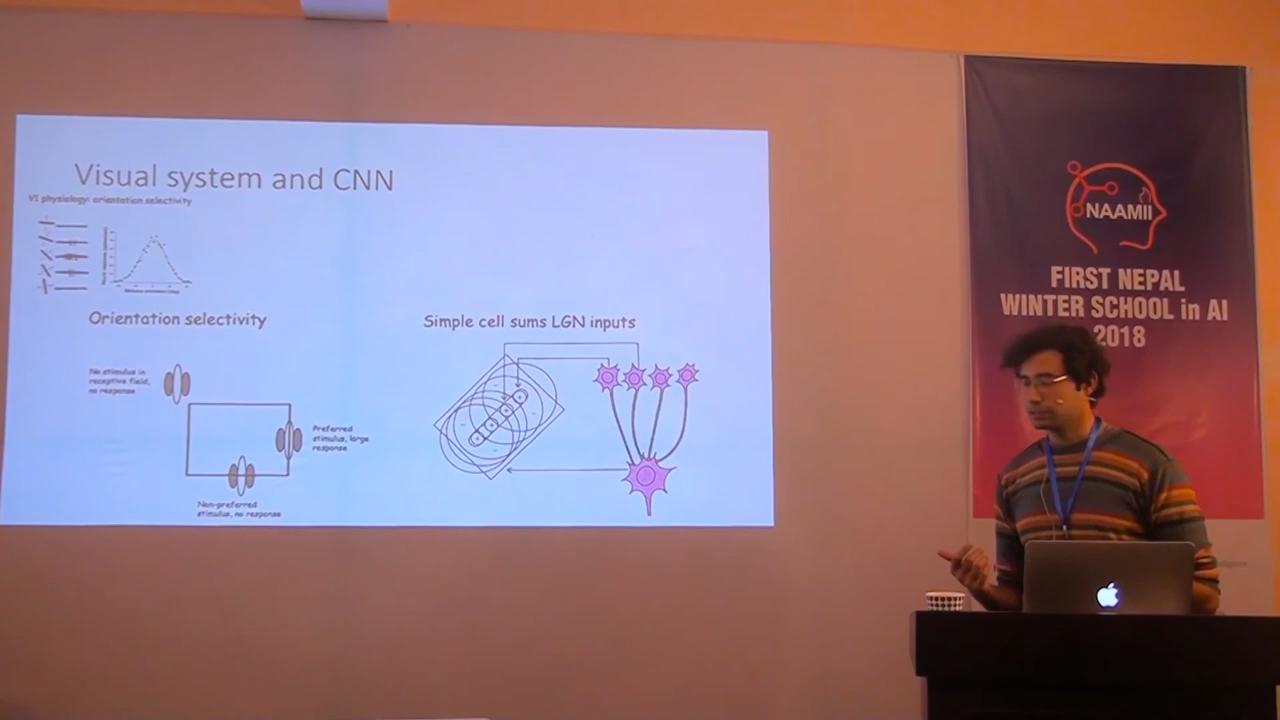 Visual system and CNN
V1 physiology: orientation selectivity
Orientation selectivity
No stimulus in
receptive field,
no response
Preferred
stimulus, large
response
Non-preferred
stimulus, no response
Simple cell sums LGN inputs
NAAMII
FIRST NEPAL
WINTER SCHOOL in AI
2018